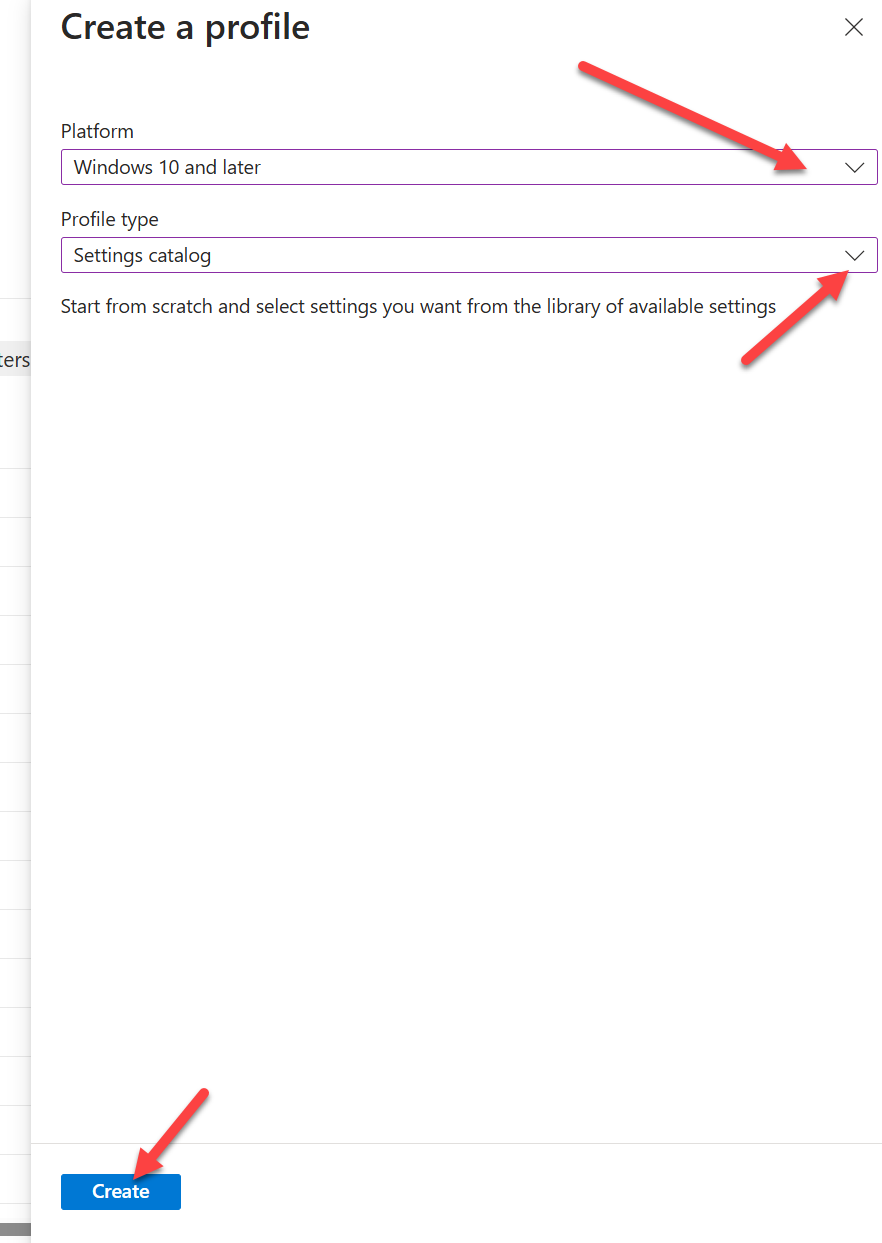 Create a profile
Platform
Windows 10 and later
Profile type
Settings catalog
Start from scratch and select settings you want from the library of available settings
ters
Create